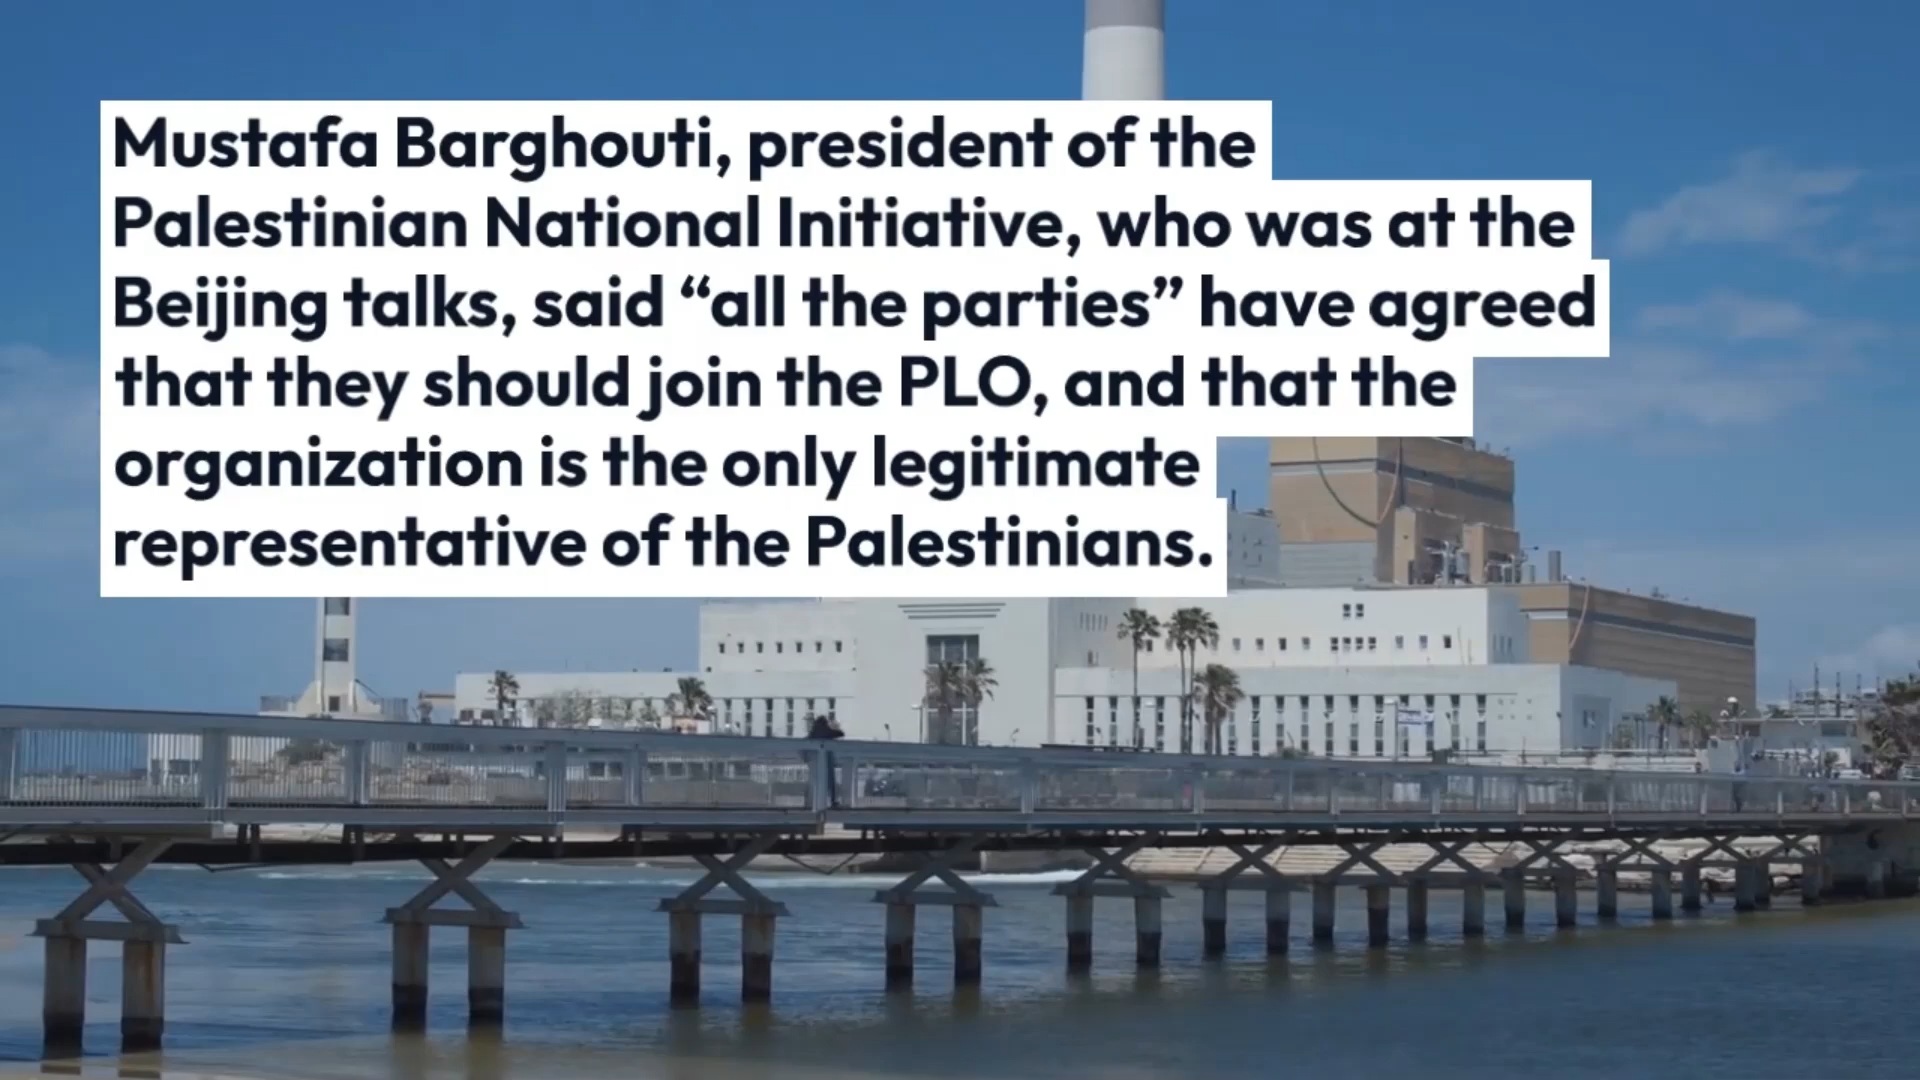 Mustafa Barghouti, president of the
Palestinian National Initiative, who was at the
Beijing talks, said “all the parties” have agreed
that they should join the PLO, and that the
organization is the only legitimate
representative of the Palestinians.